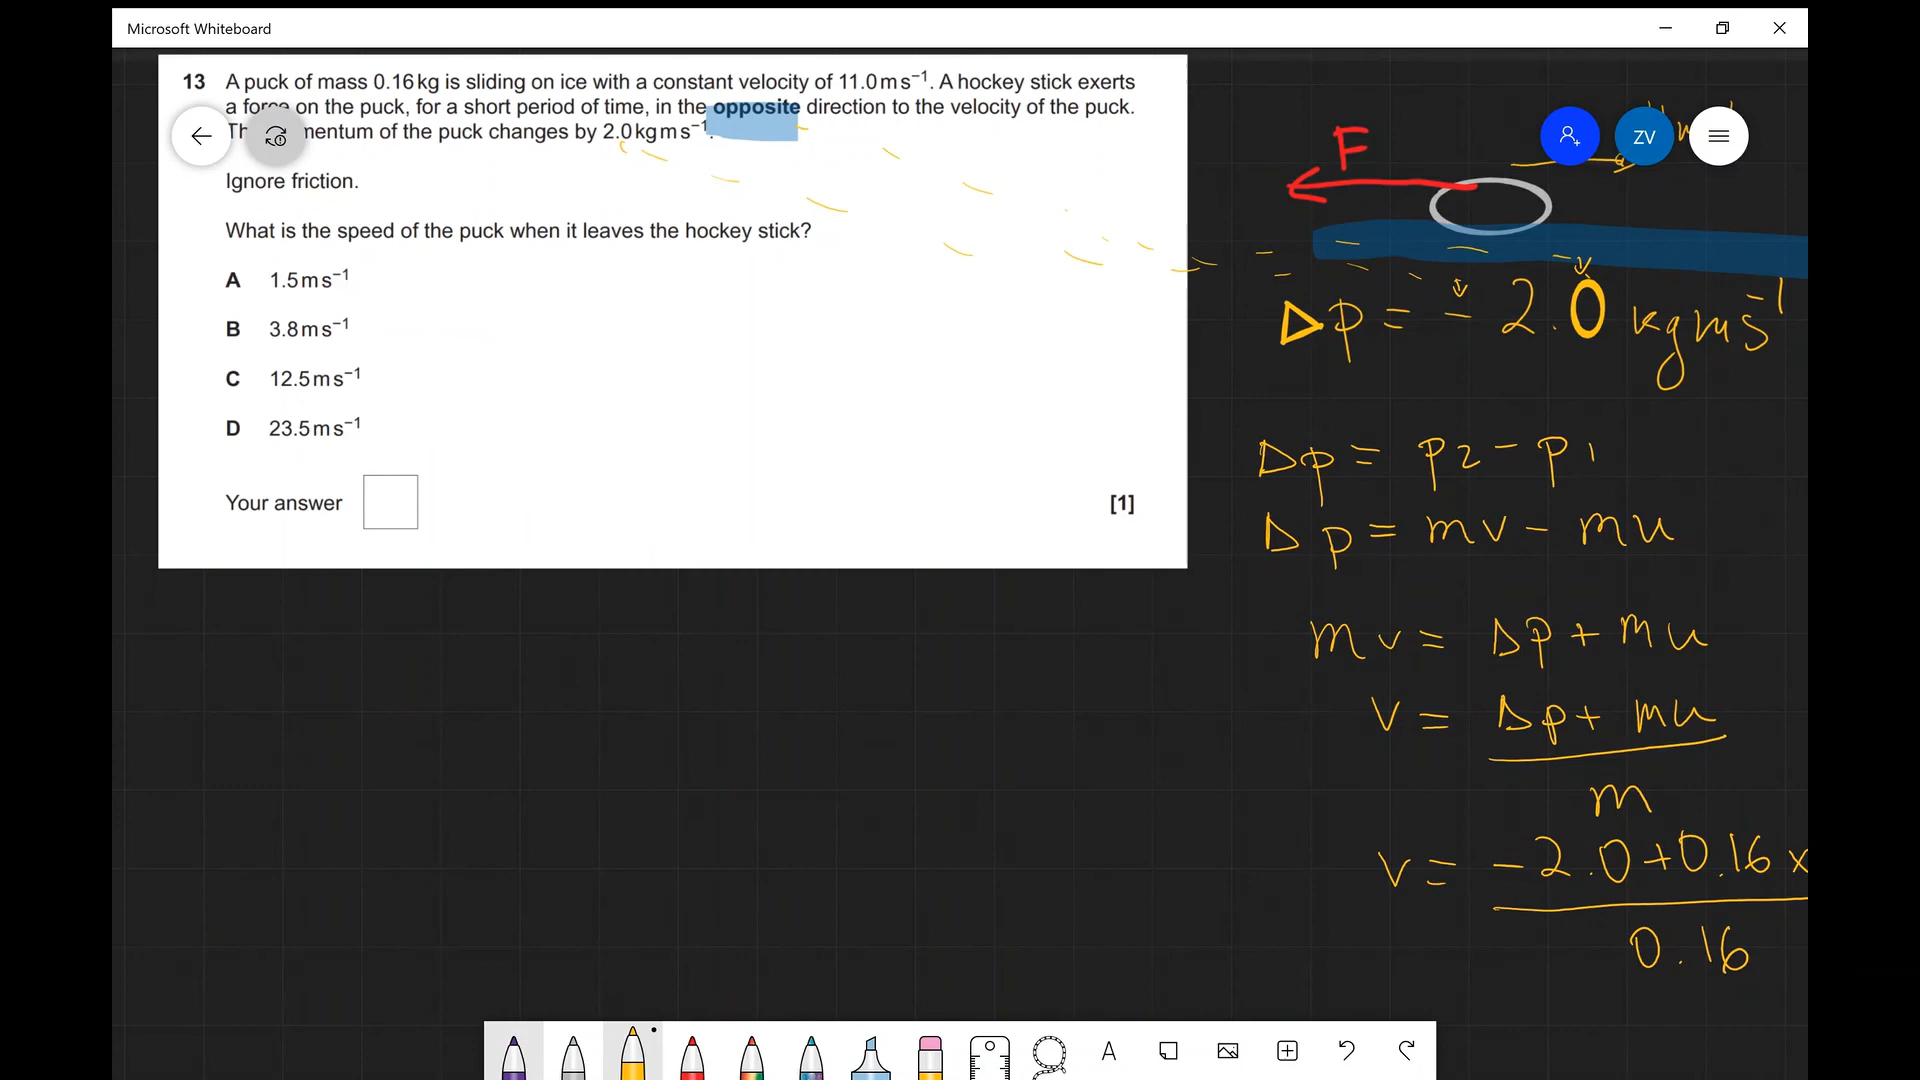 Microsoft Whiteboard
13 A puck of mass 0.16 kg is sliding on ice with a constant velocity of 11.0 m s⁻¹. A hockey stick exerts
a force on the puck, for a short period of time, in the opposite direction to the velocity of the puck.
Th mentum of the puck changes by 2.0 kg m s⁻¹.
Ignore friction.
What is the speed of the puck when it leaves the hockey stick?
A 1.5 m s⁻¹
B 3.8 m s⁻¹
C 12.5 m s⁻¹
D 23.5 m s⁻¹
Your answer [1]
F
ZV
Δp = - 2.0 kg m s⁻¹
Δp = p2 - p1
Δp = mv - mu
mv = Δp + mu
v = Δp + mu
m
v = -2.0 + 0.16 x
0.16
A